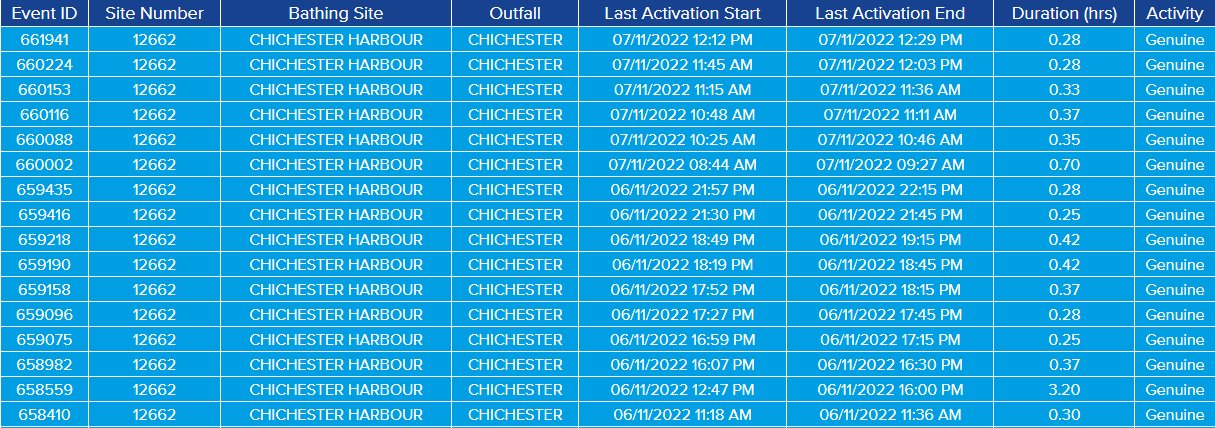 Event ID Site Number Bathing Site Outfall Last Activation Start Last Activation End Duration (hrs) Activity
661941 12662 CHICHESTER HARBOUR CHICHESTER 07/11/2022 12:12 PM 07/11/2022 12:29 PM 0.28 Genuine
660224 12662 CHICHESTER HARBOUR CHICHESTER 07/11/2022 11:45 AM 07/11/2022 12:03 PM 0.28 Genuine
660153 12662 CHICHESTER HARBOUR CHICHESTER 07/11/2022 11:15 AM 07/11/2022 11:36 AM 0.33 Genuine
660116 12662 CHICHESTER HARBOUR CHICHESTER 07/11/2022 10:48 AM 07/11/2022 11:11 AM 0.37 Genuine
660088 12662 CHICHESTER HARBOUR CHICHESTER 07/11/2022 10:25 AM 07/11/2022 10:46 AM 0.35 Genuine
660002 12662 CHICHESTER HARBOUR CHICHESTER 07/11/2022 08:44 AM 07/11/2022 09:27 AM 0.70 Genuine
659435 12662 CHICHESTER HARBOUR CHICHESTER 06/11/2022 21:57 PM 06/11/2022 22:15 PM 0.28 Genuine
659416 12662 CHICHESTER HARBOUR CHICHESTER 06/11/2022 21:30 PM 06/11/2022 21:45 PM 0.25 Genuine
659218 12662 CHICHESTER HARBOUR CHICHESTER 06/11/2022 18:49 PM 06/11/2022 19:15 PM 0.42 Genuine
659190 12662 CHICHESTER HARBOUR CHICHESTER 06/11/2022 18:19 PM 06/11/2022 18:45 PM 0.42 Genuine
659158 12662 CHICHESTER HARBOUR CHICHESTER 06/11/2022 17:52 PM 06/11/2022 18:15 PM 0.37 Genuine
659096 12662 CHICHESTER HARBOUR CHICHESTER 06/11/2022 17:27 PM 06/11/2022 17:45 PM 0.28 Genuine
659075 12662 CHICHESTER HARBOUR CHICHESTER 06/11/2022 16:59 PM 06/11/2022 17:15 PM 0.25 Genuine
658982 12662 CHICHESTER HARBOUR CHICHESTER 06/11/2022 16:07 PM 06/11/2022 16:30 PM 0.37 Genuine
658559 12662 CHICHESTER HARBOUR CHICHESTER 06/11/2022 12:47 PM 06/11/2022 16:00 PM 3.20 Genuine
658410 12662 CHICHESTER HARBOUR CHICHESTER 06/11/2022 11:18 AM 06/11/2022 11:36 AM 0.30 Genuine